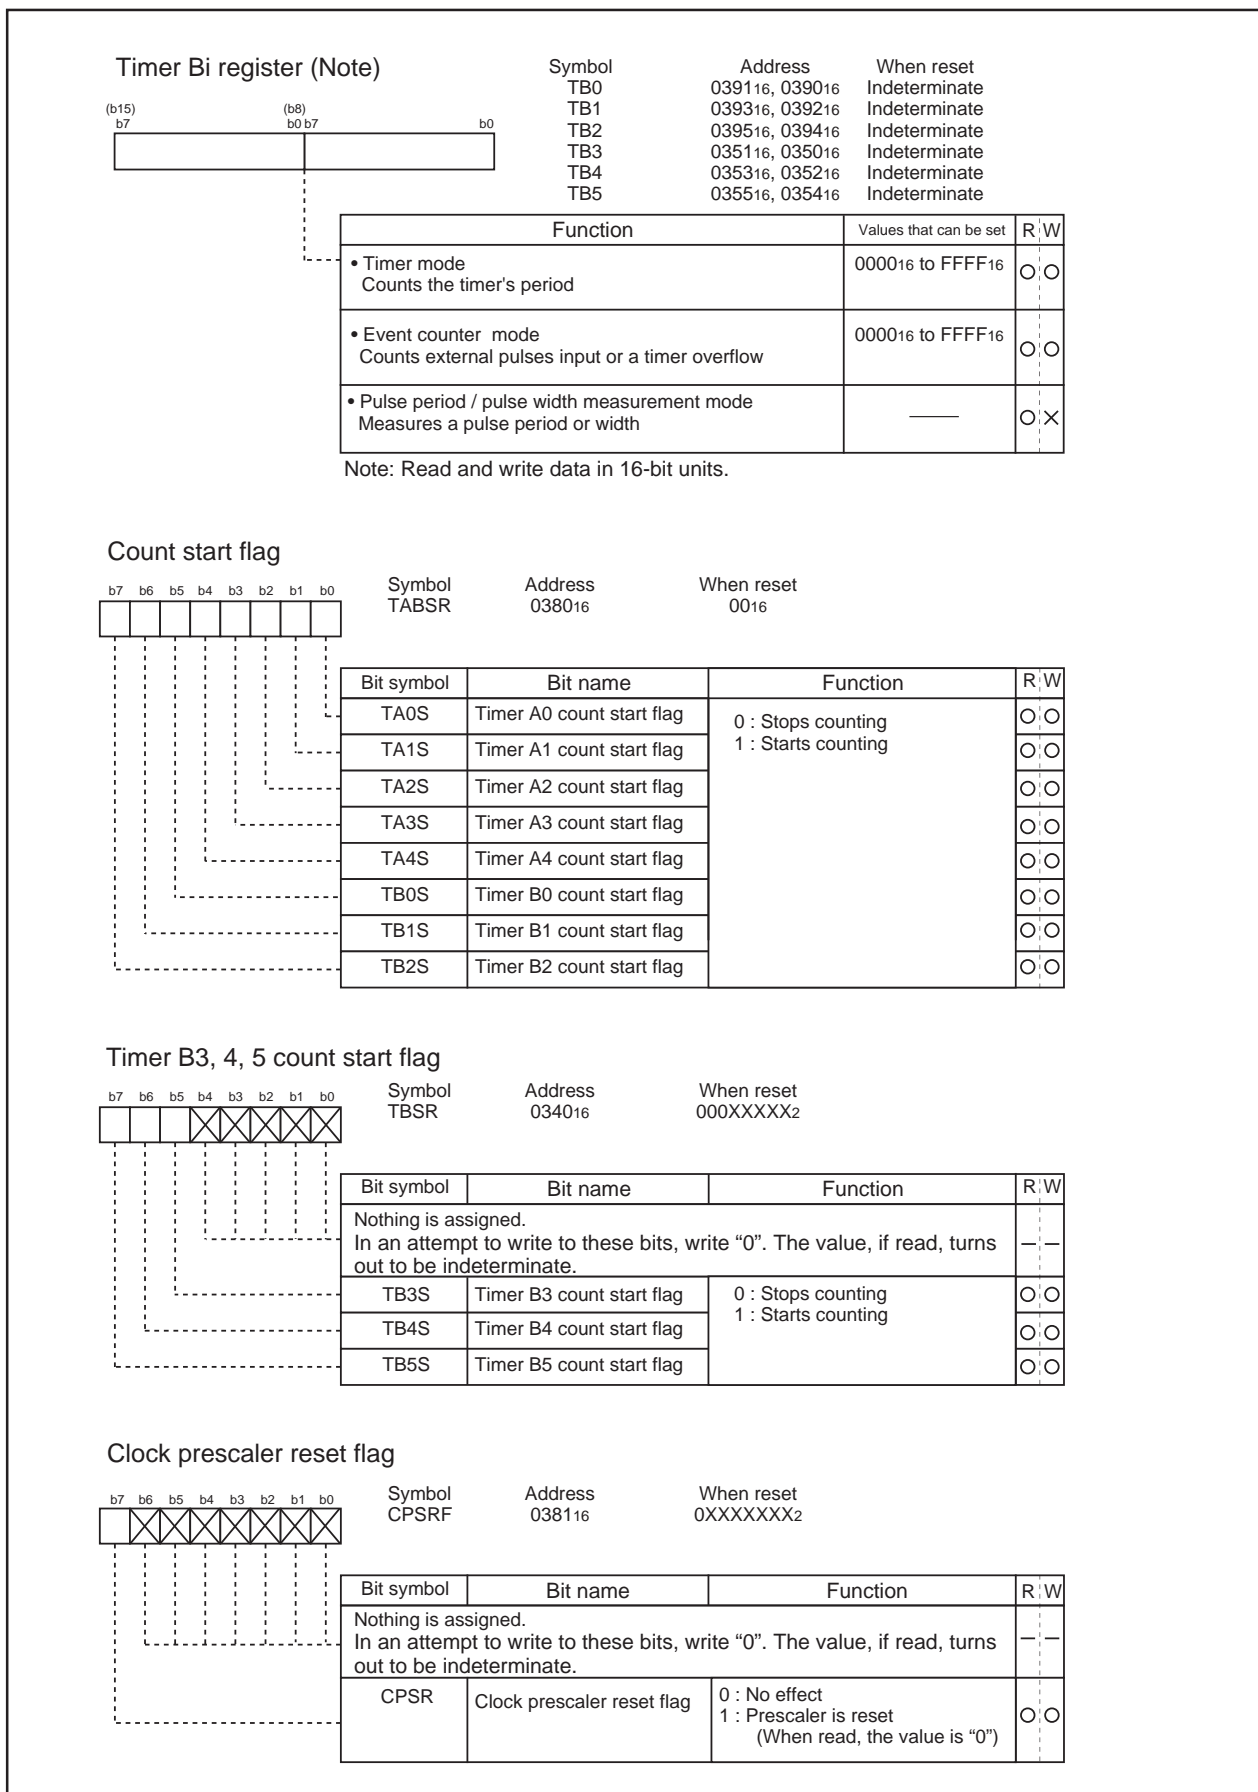 Timer Bi register (Note)
Symbol Address When reset
TB0 039116, 039016 Indeterminate
TB1 039316, 039216 Indeterminate
TB2 039516, 039416 Indeterminate
TB3 035116, 035016 Indeterminate
TB4 035316, 035216 Indeterminate
TB5 035516, 035416 Indeterminate
(b15) (b8)
b7 b0 b7 b0
Function Values that can be set R W
• Timer mode 000016 to FFFF16
Counts the timer's period
• Event counter mode 000016 to FFFF16
Counts external pulses input or a timer overflow
• Pulse period / pulse width measurement mode
Measures a pulse period or width
Note: Read and write data in 16-bit units.
Count start flag
b7 b6 b5 b4 b3 b2 b1 b0
Symbol Address When reset
TABSR 038016 0016
Bit symbol Bit name Function R W
TA0S Timer A0 count start flag 0 : Stops counting
TA1S Timer A1 count start flag 1 : Starts counting
TA2S Timer A2 count start flag
TA3S Timer A3 count start flag
TA4S Timer A4 count start flag
TB0S Timer B0 count start flag
TB1S Timer B1 count start flag
TB2S Timer B2 count start flag
Timer B3, 4, 5 count start flag
b7 b6 b5 b4 b3 b2 b1 b0
Symbol Address When reset
TBSR 034016 000XXXXX2
Bit symbol Bit name Function R W
Nothing is assigned.
In an attempt to write to these bits, write “0”. The value, if read, turns
out to be indeterminate.
TB3S Timer B3 count start flag 0 : Stops counting
TB4S Timer B4 count start flag 1 : Starts counting
TB5S Timer B5 count start flag
Clock prescaler reset flag
b7 b6 b5 b4 b3 b2 b1 b0
Symbol Address When reset
CPSRF 038116 0XXXXXXX2
Bit symbol Bit name Function R W
Nothing is assigned.
In an attempt to write to these bits, write “0”. The value, if read, turns
out to be indeterminate.
CPSR Clock prescaler reset flag 0 : No effect
1 : Prescaler is reset
(When read, the value is “0”)